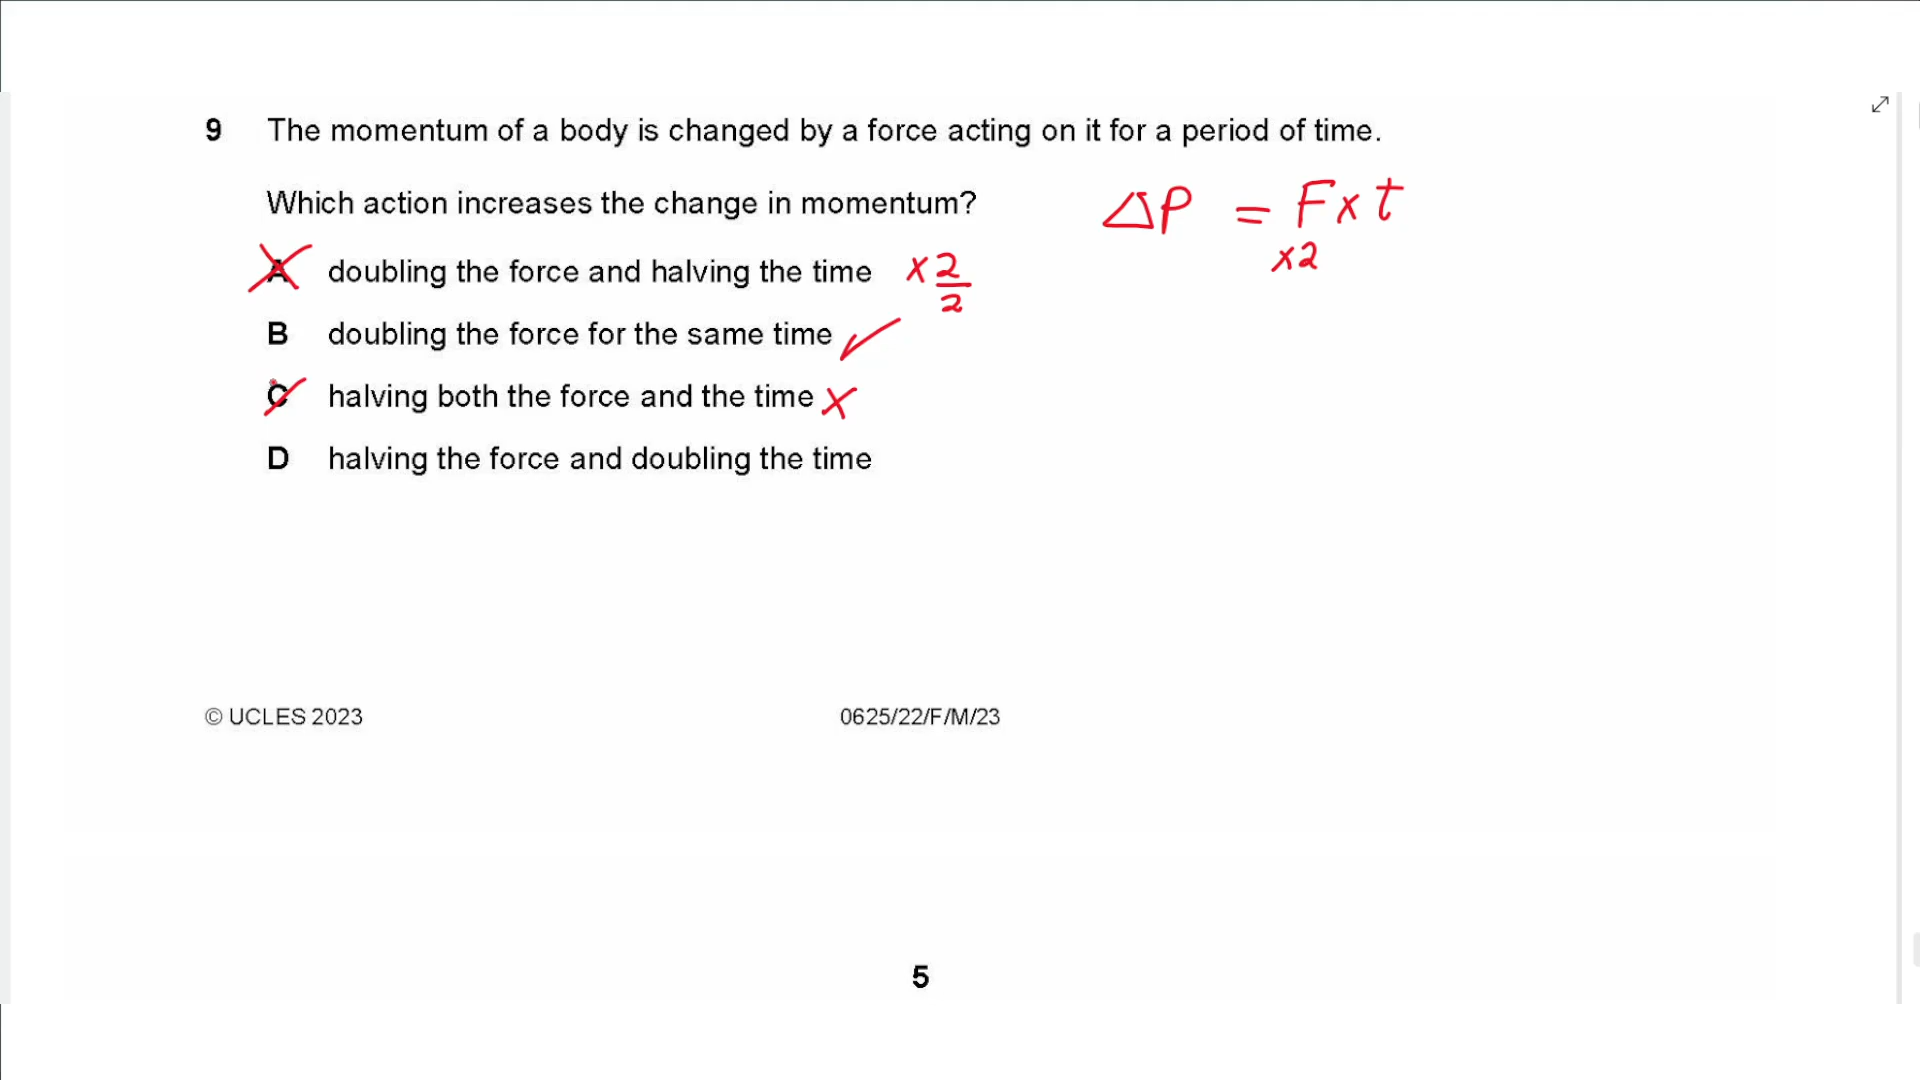 9 The momentum of a body is changed by a force acting on it for a period of time.
Which action increases the change in momentum?
ΔP = F x t
x2
A doubling the force and halving the time x 2/2
B doubling the force for the same time ✓
C halving both the force and the time x
D halving the force and doubling the time
© UCLES 2023 0625/22/F/M/23
5